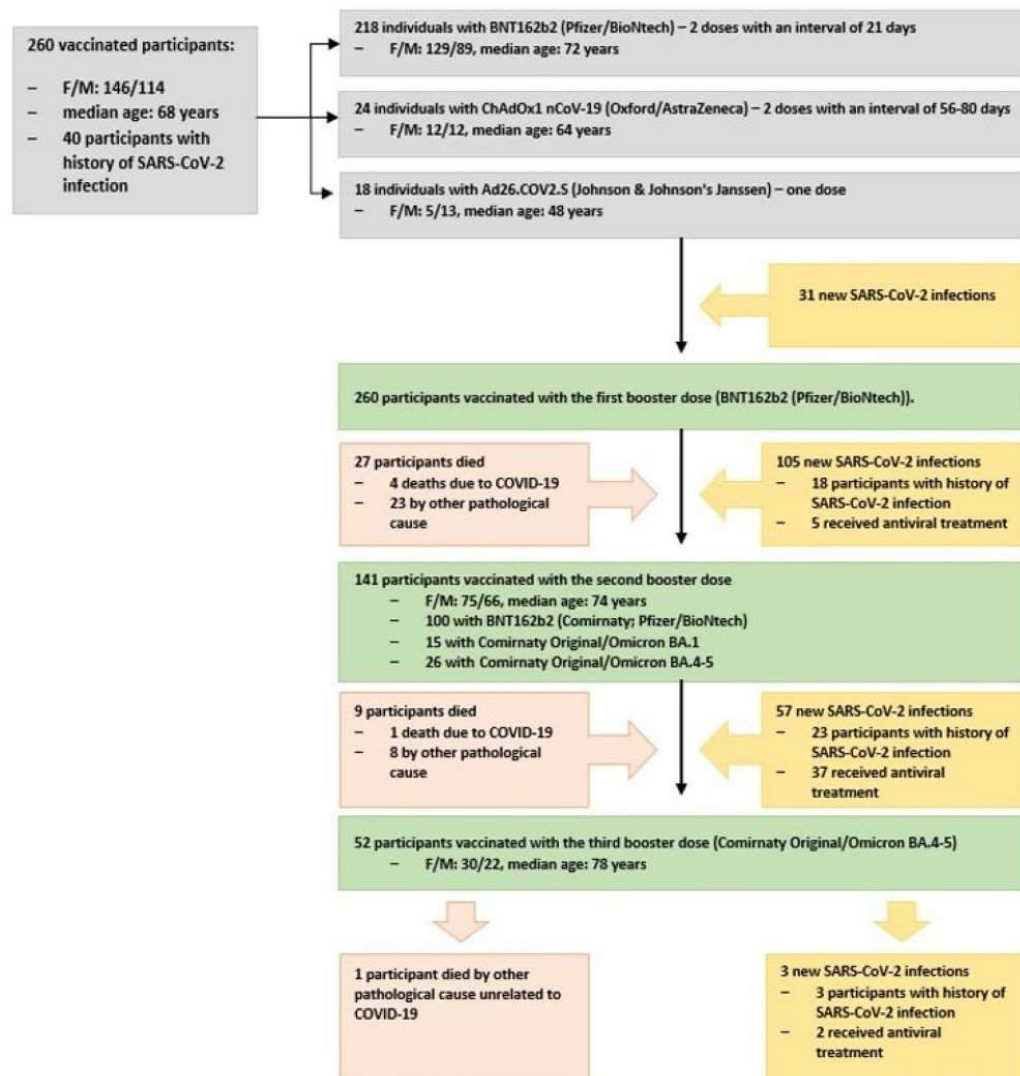 260 vaccinated participants:
– F/M: 146/114
– median age: 68 years
– 40 participants with
history of SARS-CoV-2
infection
218 individuals with BNT162b2 (Pfizer/BioNtech) – 2 doses with an interval of 21 days
– F/M: 129/89, median age: 72 years
24 individuals with ChAdOx1 nCoV-19 (Oxford/AstraZeneca) – 2 doses with an interval of 56-80 days
– F/M: 12/12, median age: 64 years
18 individuals with Ad26.COV2.S (Johnson & Johnson's Janssen) – one dose
– F/M: 5/13, median age: 48 years
31 new SARS-CoV-2 infections
260 participants vaccinated with the first booster dose (BNT162b2 (Pfizer/BioNtech)).
27 participants died
– 4 deaths due to COVID-19
– 23 by other pathological
cause
105 new SARS-CoV-2 infections
– 18 participants with history of
SARS-CoV-2 infection
– 5 received antiviral treatment
141 participants vaccinated with the second booster dose
– F/M: 75/66, median age: 74 years
– 100 with BNT162b2 (Comirnaty; Pfizer/BioNtech)
– 15 with Comirnaty Original/Omicron BA.1
– 26 with Comirnaty Original/Omicron BA.4-5
9 participants died
– 1 death due to COVID-19
– 8 by other pathological
cause
57 new SARS-CoV-2 infections
– 23 participants with history of
SARS-CoV-2 infection
– 37 received antiviral
treatment
52 participants vaccinated with the third booster dose (Comirnaty Original/Omicron BA.4-5)
– F/M: 30/22, median age: 78 years
1 participant died by other
pathological cause unrelated to
COVID-19
3 new SARS-CoV-2 infections
– 3 participants with history of
SARS-CoV-2 infection
– 2 received antiviral
treatment